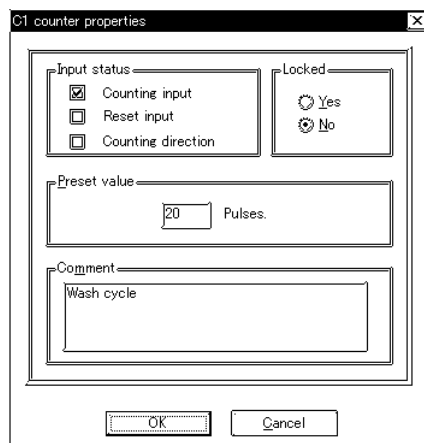 C1 counter properties
Input status
Counting input
Reset input
Counting direction
Locked
Yes
No
Preset value
20 Pulses.
Comment
Wash cycle
OK Cancel